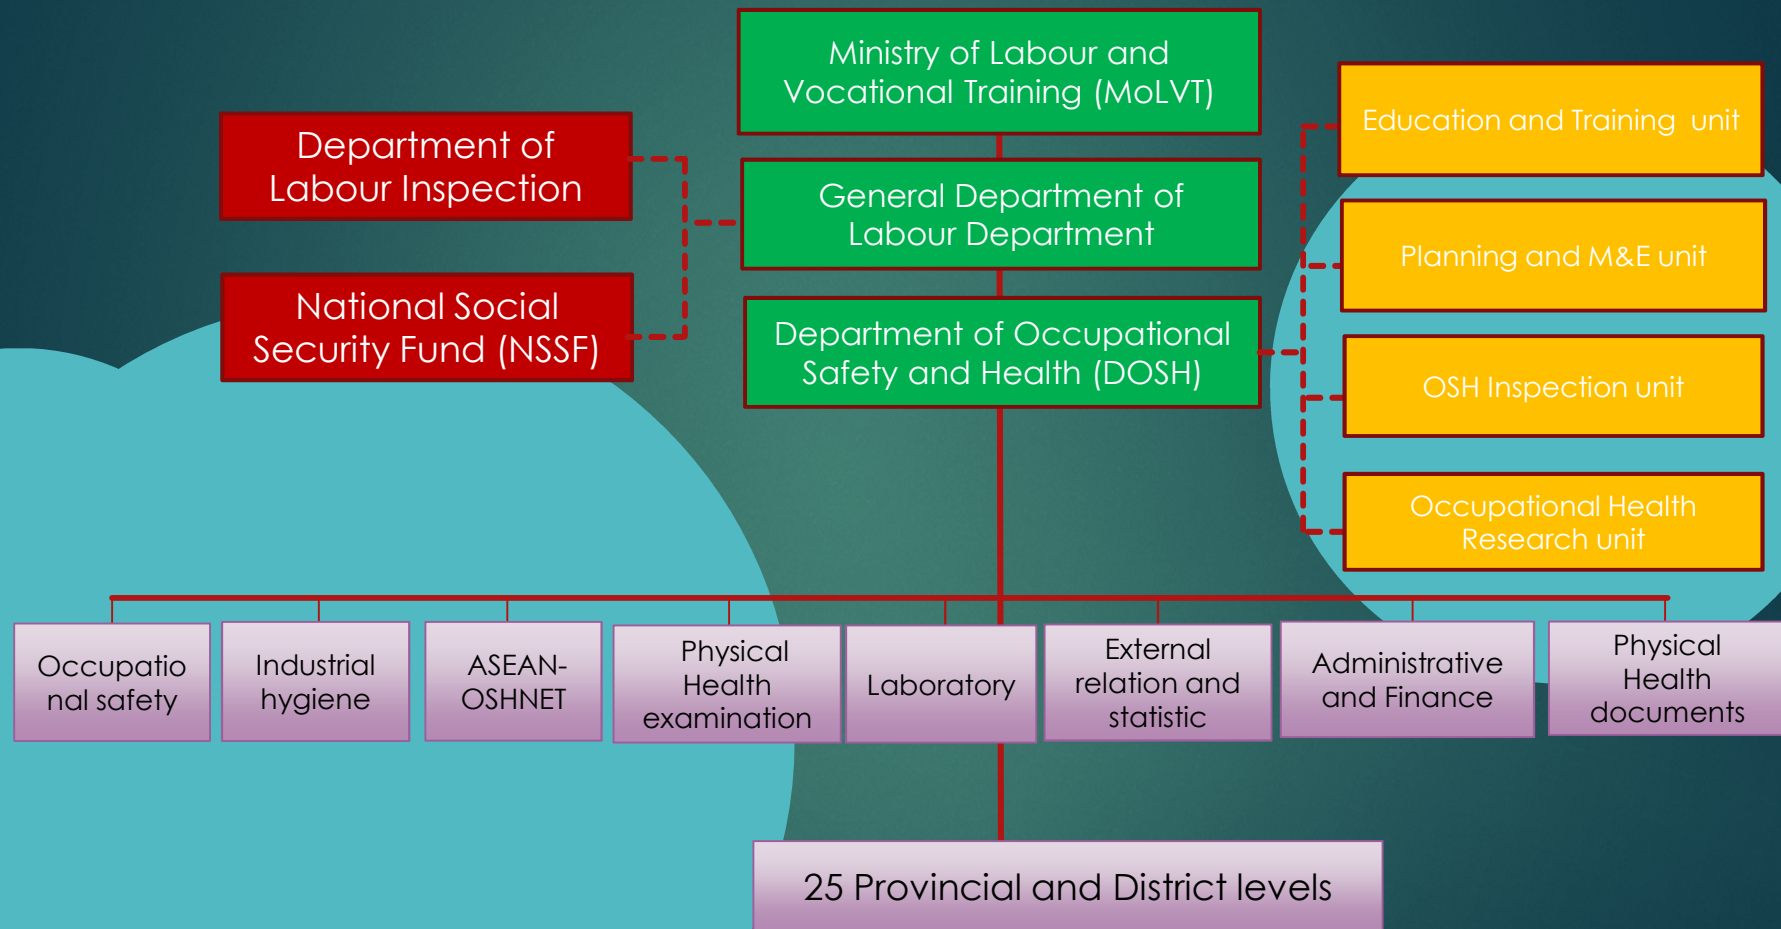 Ministry of Labour and
Vocational Training (MoLVT)
Department of
Labour Inspection
General Department of
Labour Department
National Social
Security Fund (NSSF)
Department of Occupational
Safety and Health (DOSH)
Education and Training unit
Planning and M&E unit
OSH Inspection unit
Occupational Health
Research unit
Occupatio
nal safety
Industrial
hygiene
ASEAN-
OSHNET
Physical
Health
examination
Laboratory
External
relation and
statistic
Administrative
and Finance
Physical
Health
documents
25 Provincial and District levels